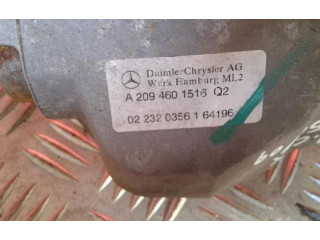 DaimlerChrysler AG
Werk Hamburg ML2
A 209 460 1516 Q2
02 232 0356 1 64196